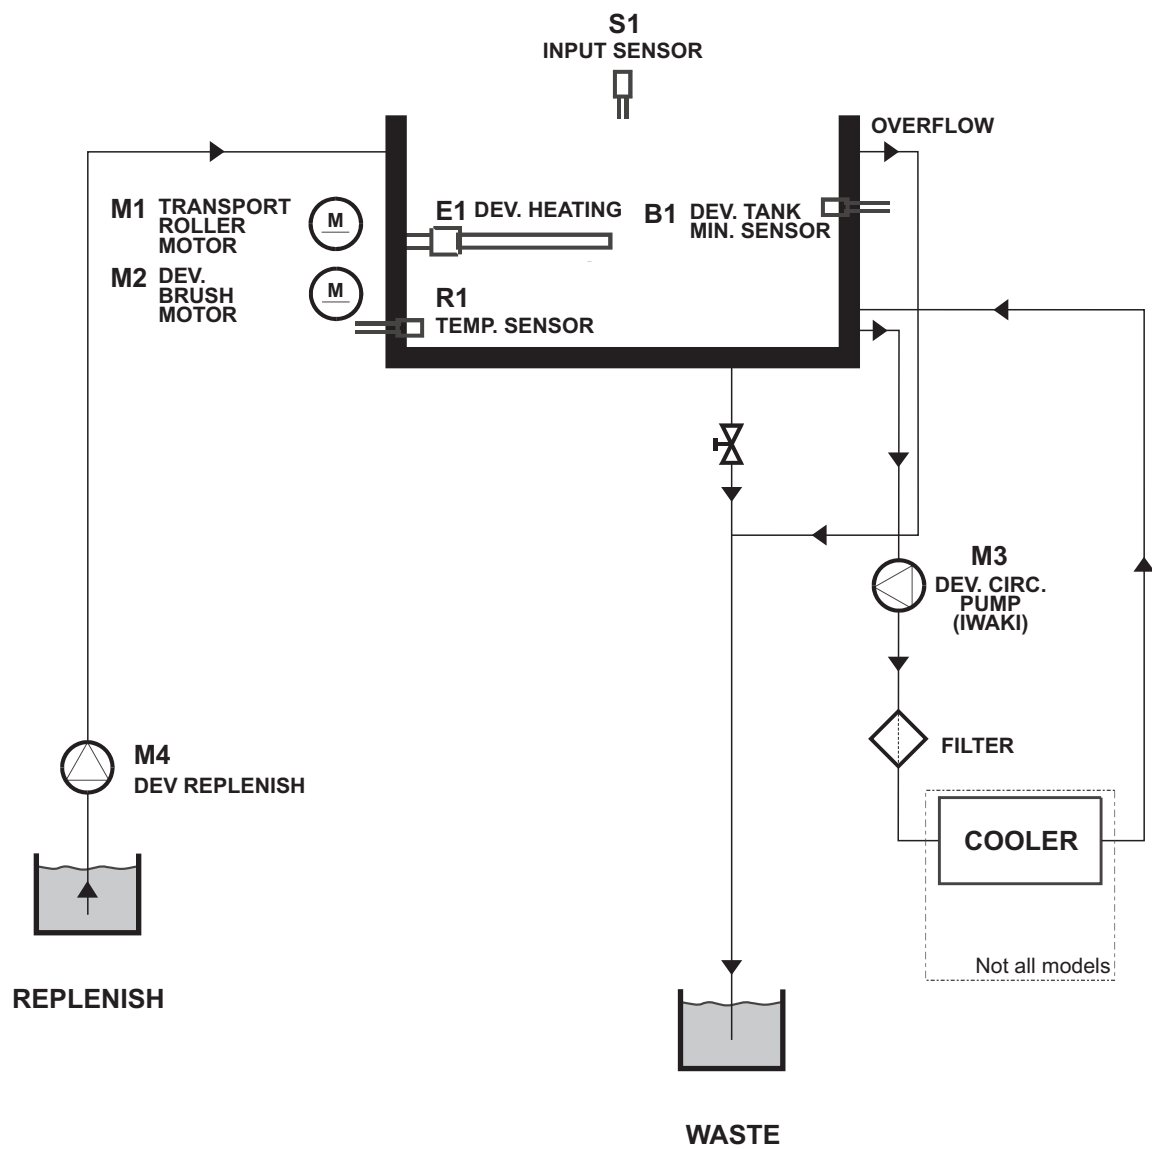 S1
INPUT SENSOR
OVERFLOW
M1 TRANSPORT
ROLLER
MOTOR
M
E1 DEV. HEATING
B1 DEV. TANK
MIN. SENSOR
M2 DEV.
BRUSH
MOTOR
M
R1
TEMP. SENSOR
M3
DEV. CIRC.
PUMP
(IWAKI)
M4
DEV REPLENISH
FILTER
COOLER
Not all models
REPLENISH
WASTE